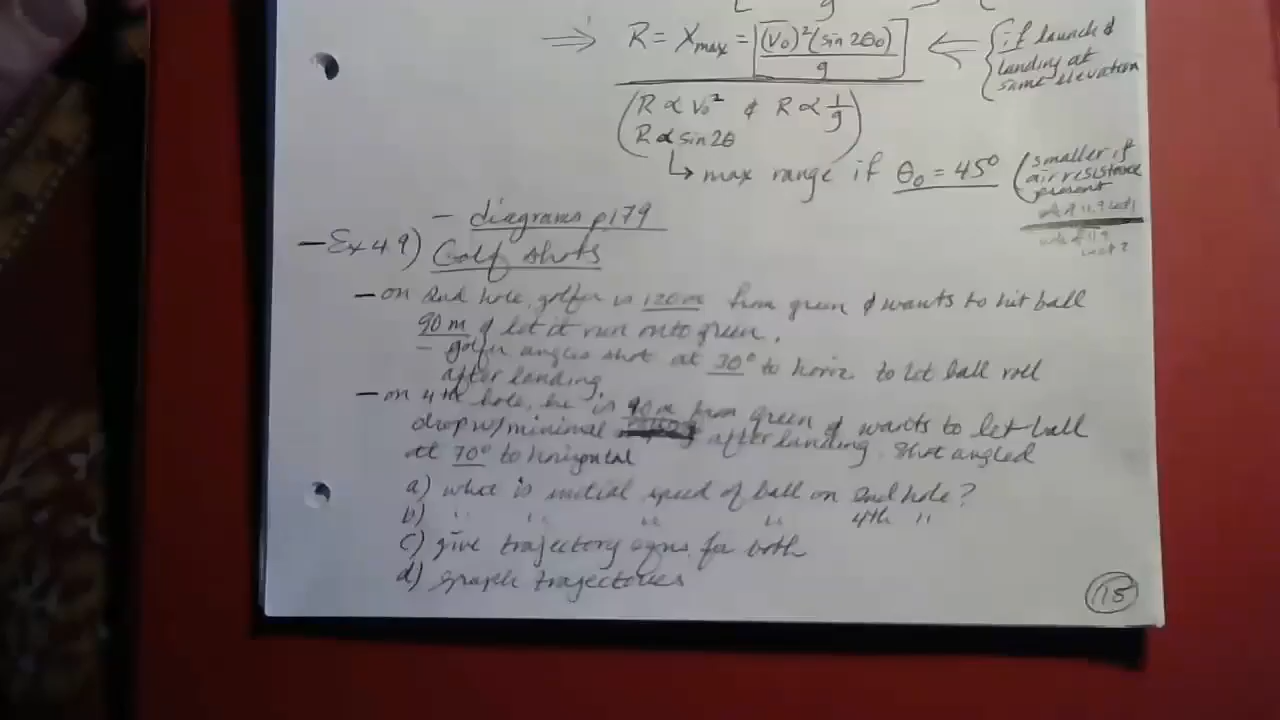 ⇒ R = Xmax = [(V₀)²(sin 2θ₀)/g] ⇐ {if launch &
landing at
same elevation
(R ∝ V₀² & R ∝ 1/g)
R ∝ sin2θ
↳ max range if θ₀ = 45° (smaller if
air resistance
present
- diagrams p179
- Ex 4.9) Golf Shots
- on 2nd hole, golfer is 120m from green & wants to hit ball
90 m & let it run onto green.
- golfer angles shot at 30° to horiz to let ball roll
after landing
- on 4th hole, he is 90m from green & wants to let ball
drop w/minimal after landing. Shot angled
at 70° to horizontal
a) what is initial speed of ball on 2nd hole?
b) " " " " 4th "
c) give trajectory eqns for both
d) graph trajectories
15